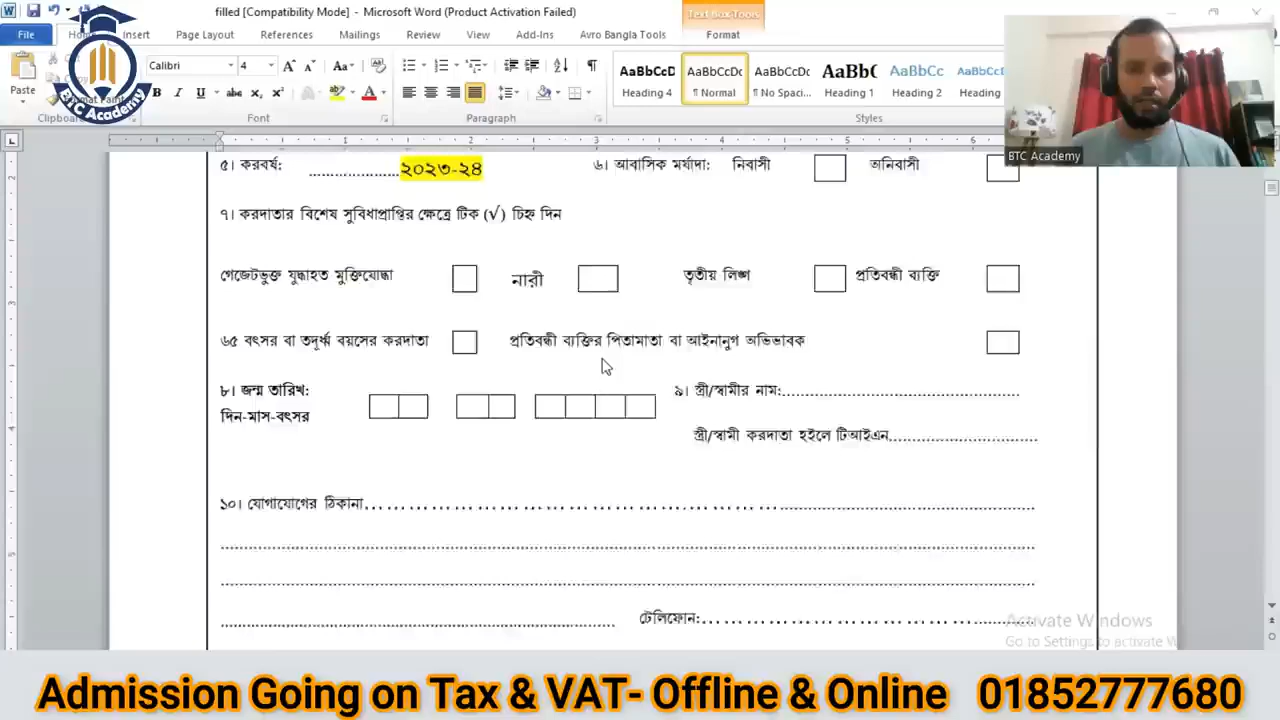 filled [Compatibility Mode] - Microsoft Word (Product Activation Failed)
Text Box Tools
File Insert Page Layout References Mailings Review View Add-Ins Avro Bangla Tools Format
Paste
Calibri 4
AaBbCcD AaBbCcDc AaBbCcDc AaBb( AaBbCc AaBbC
Heading 4 ¶ Normal ¶ No Spaci... Heading 1 Heading 2 Heading
Font Paragraph Styles
BTC Academy
BTC Academy
৫। করবর্ষ: ....................২০২৩-২৪ ৬। আবাসিক মর্যাদা: নিবাসী অনিবাসী
৭। করদাতার বিশেষ সুবিধাপ্রাপ্তির ক্ষেত্রে টিক (√) চিহ্ন দিন
গেজেটভুক্ত যুদ্ধাহত মুক্তিযোদ্ধা নারী তৃতীয় লিঙ্গ প্রতিবন্ধী ব্যক্তি
৬৫ বৎসর বা তদূর্ধ্ব বয়সের করদাতা প্রতিবন্ধী ব্যক্তির পিতামাতা বা আইনানুগ অভিভাবক
৮। জন্ম তারিখ: ৯। স্ত্রী/স্বামীর নাম:....................
দিন-মাস-বৎসর
স্ত্রী/স্বামী করদাতা হইলে টিআইএন....................
১০। যোগাযোগের ঠিকানা....................
টেলিফোন:....................
Activate Windows
Go to Settings to activate W
Admission Going on Tax & VAT- Offline & Online 01852777680